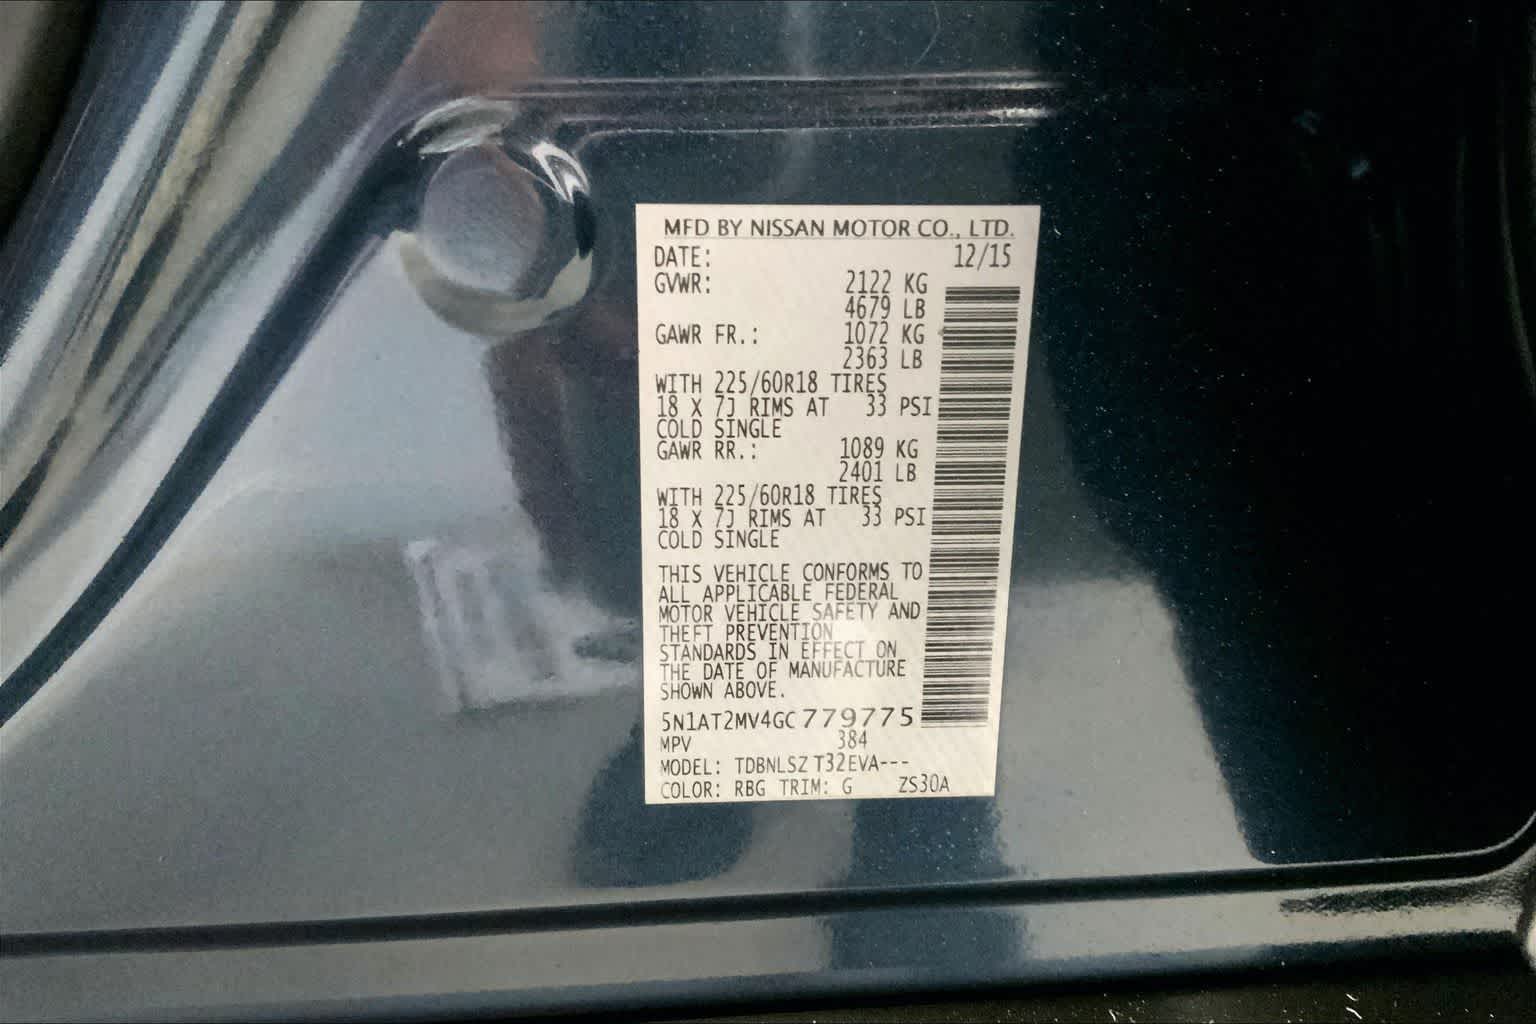 MFD BY NISSAN MOTOR CO., LTD.
DATE: 12/15
GVWR: 2122 KG
4679 LB
GAWR FR.: 1072 KG
2363 LB
WITH 225/60R18 TIRES
18 X 7J RIMS AT 33 PSI
COLD SINGLE
GAWR RR.: 1089 KG
2401 LB
WITH 225/60R18 TIRES
18 X 7J RIMS AT 33 PSI
COLD SINGLE
THIS VEHICLE CONFORMS TO
ALL APPLICABLE FEDERAL
MOTOR VEHICLE SAFETY AND
THEFT PREVENTION
STANDARDS IN EFFECT ON
THE DATE OF MANUFACTURE
SHOWN ABOVE.
5N1AT2MV4GC779775
MPV 384
MODEL: TDBNLSZ T32EVA---
COLOR: RBG TRIM: G ZS30A